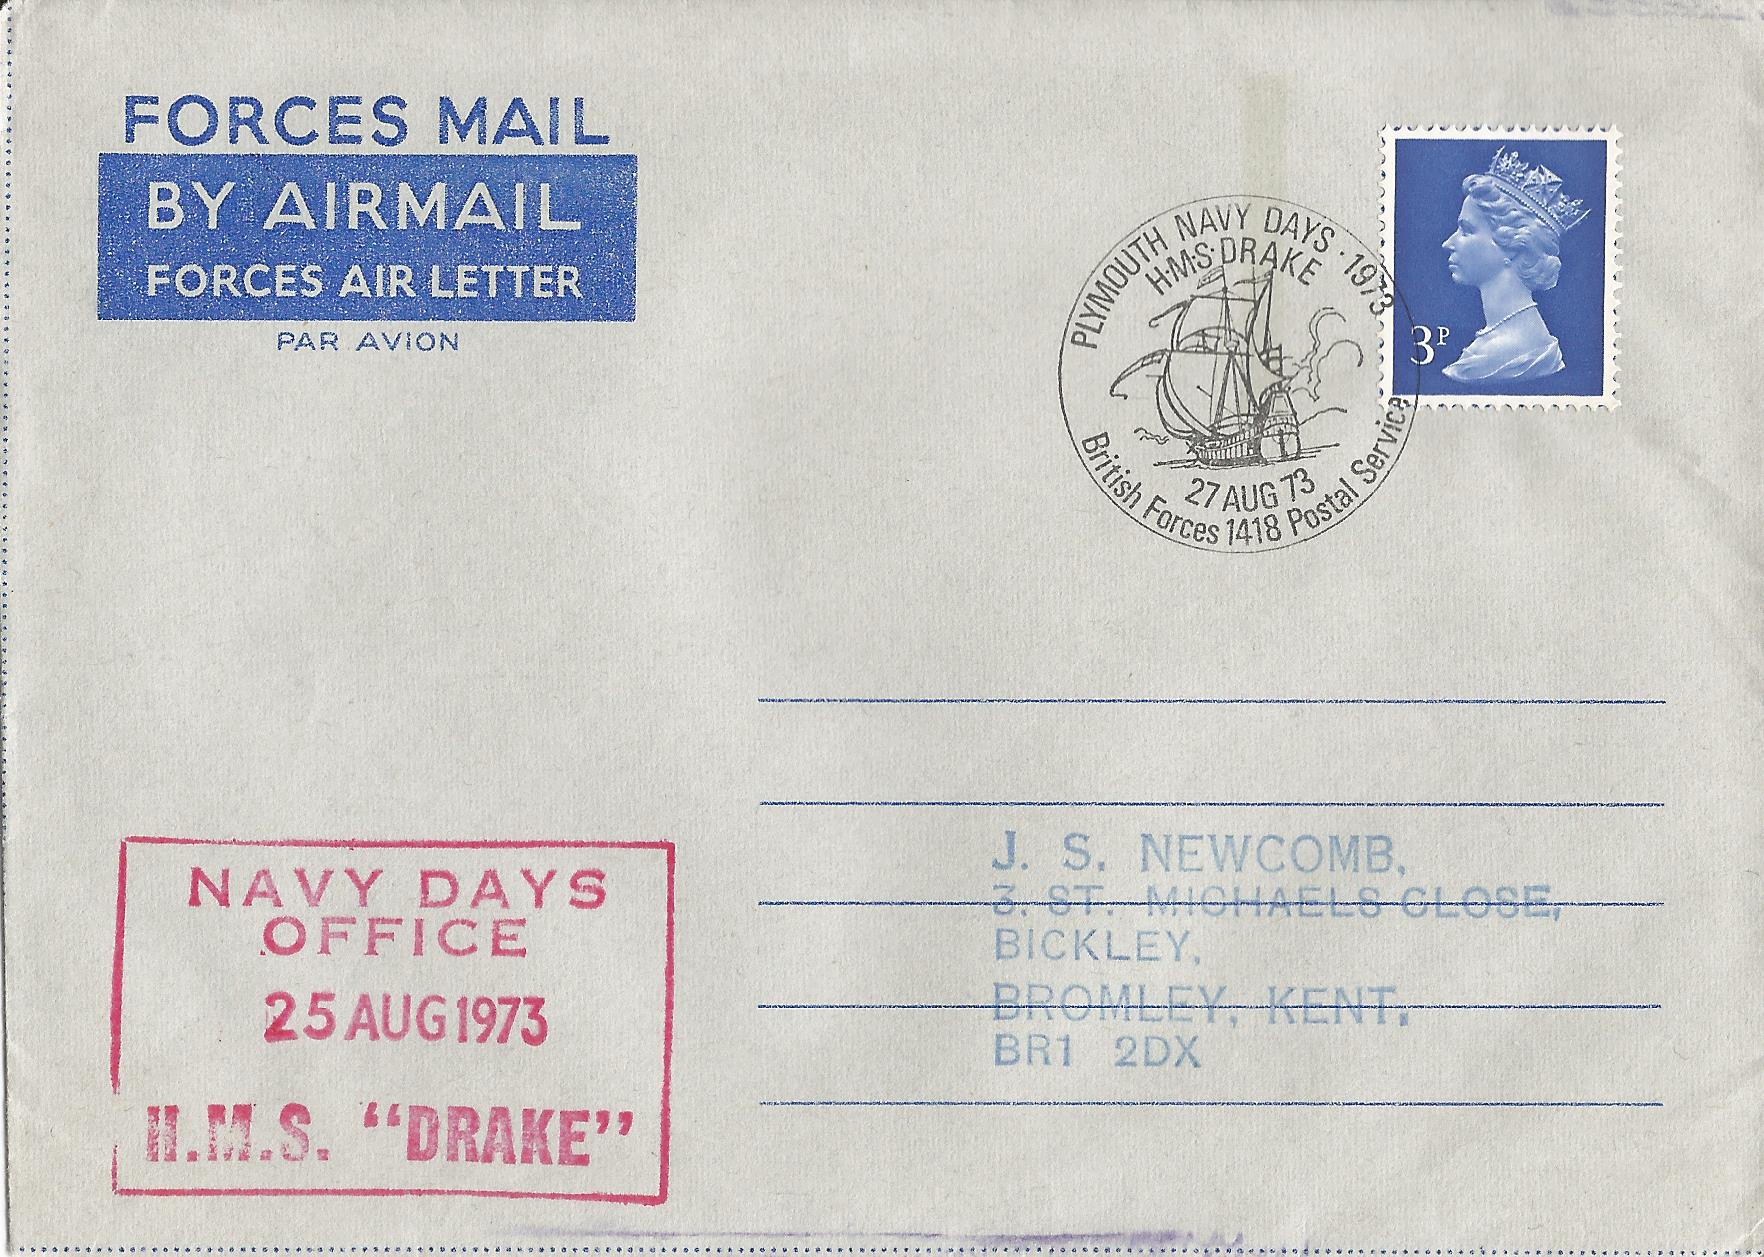 FORCES MAIL
BY AIRMAIL
FORCES AIR LETTER
PAR AVION
PLYMOUTH NAVY DAYS · 1973
H·M·S·DRAKE
27 AUG 73
British Forces 1418 Postal Service
3P
J. S. NEWCOMB,
3. ST. MICHAELS CLOSE,
BICKLEY,
BROMLEY, KENT.
BR1 2DX
NAVY DAYS
OFFICE
25 AUG 1973
H.M.S. "DRAKE"